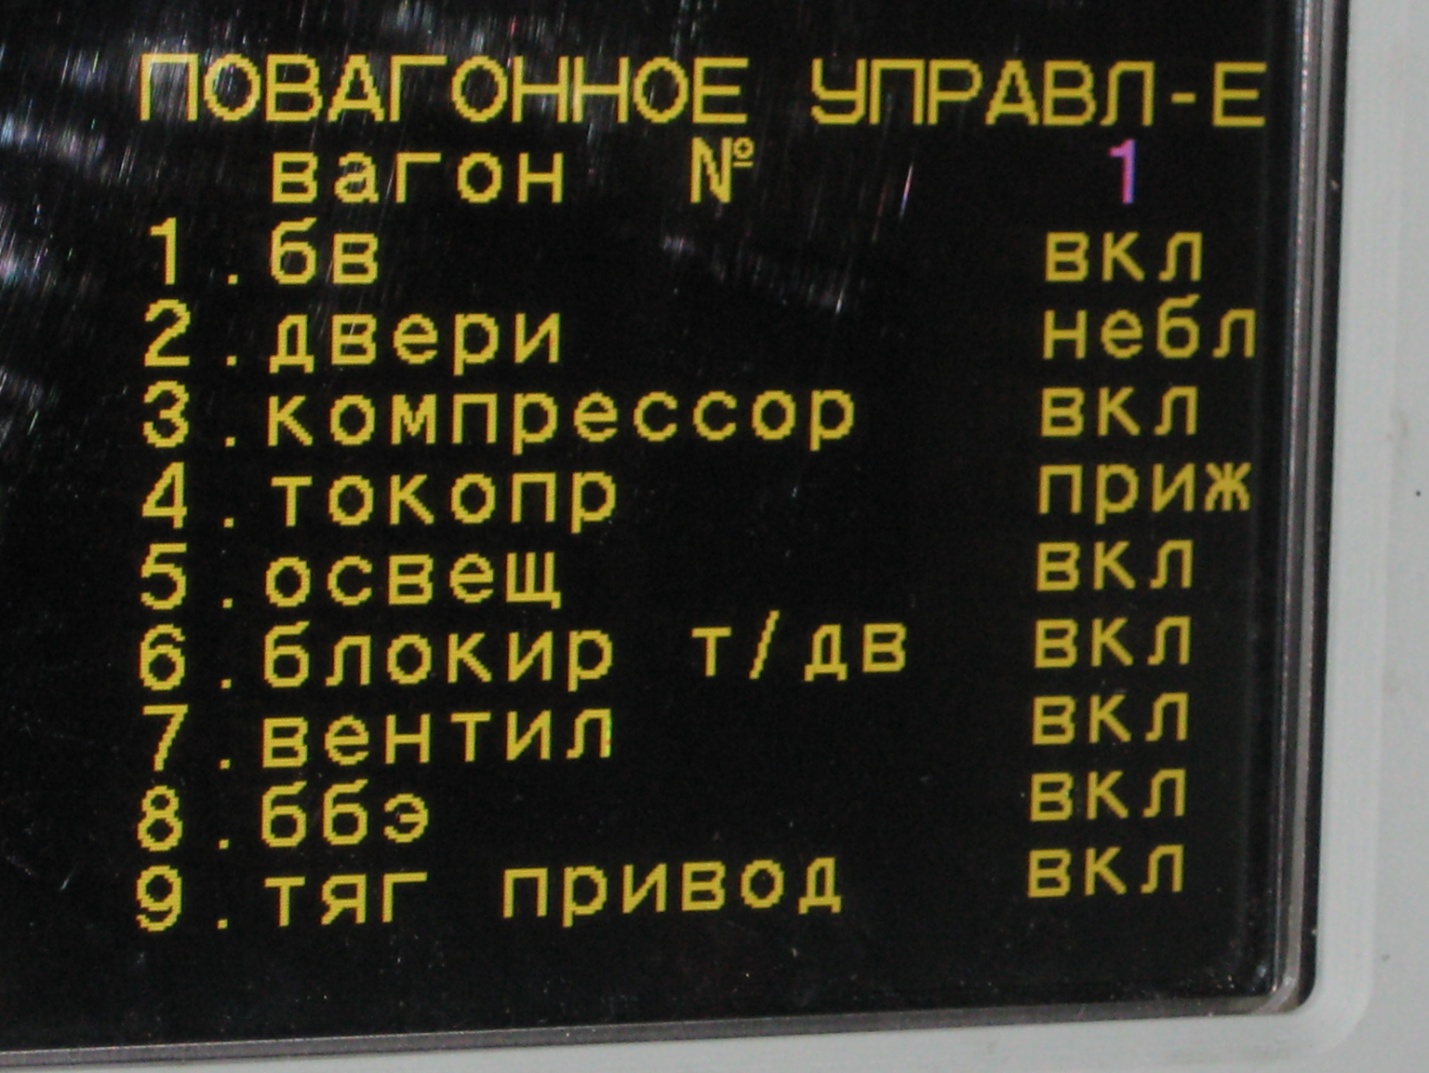 ПОВАГОННОЕ УПРАВЛ-Е
вагон № 1
1.бв вкл
2.двери небл
3.компрессор вкл
4.токопр приж
5.освещ вкл
6.блокир т/дв вкл
7.вентил вкл
8.ббэ вкл
9.тяг привод вкл